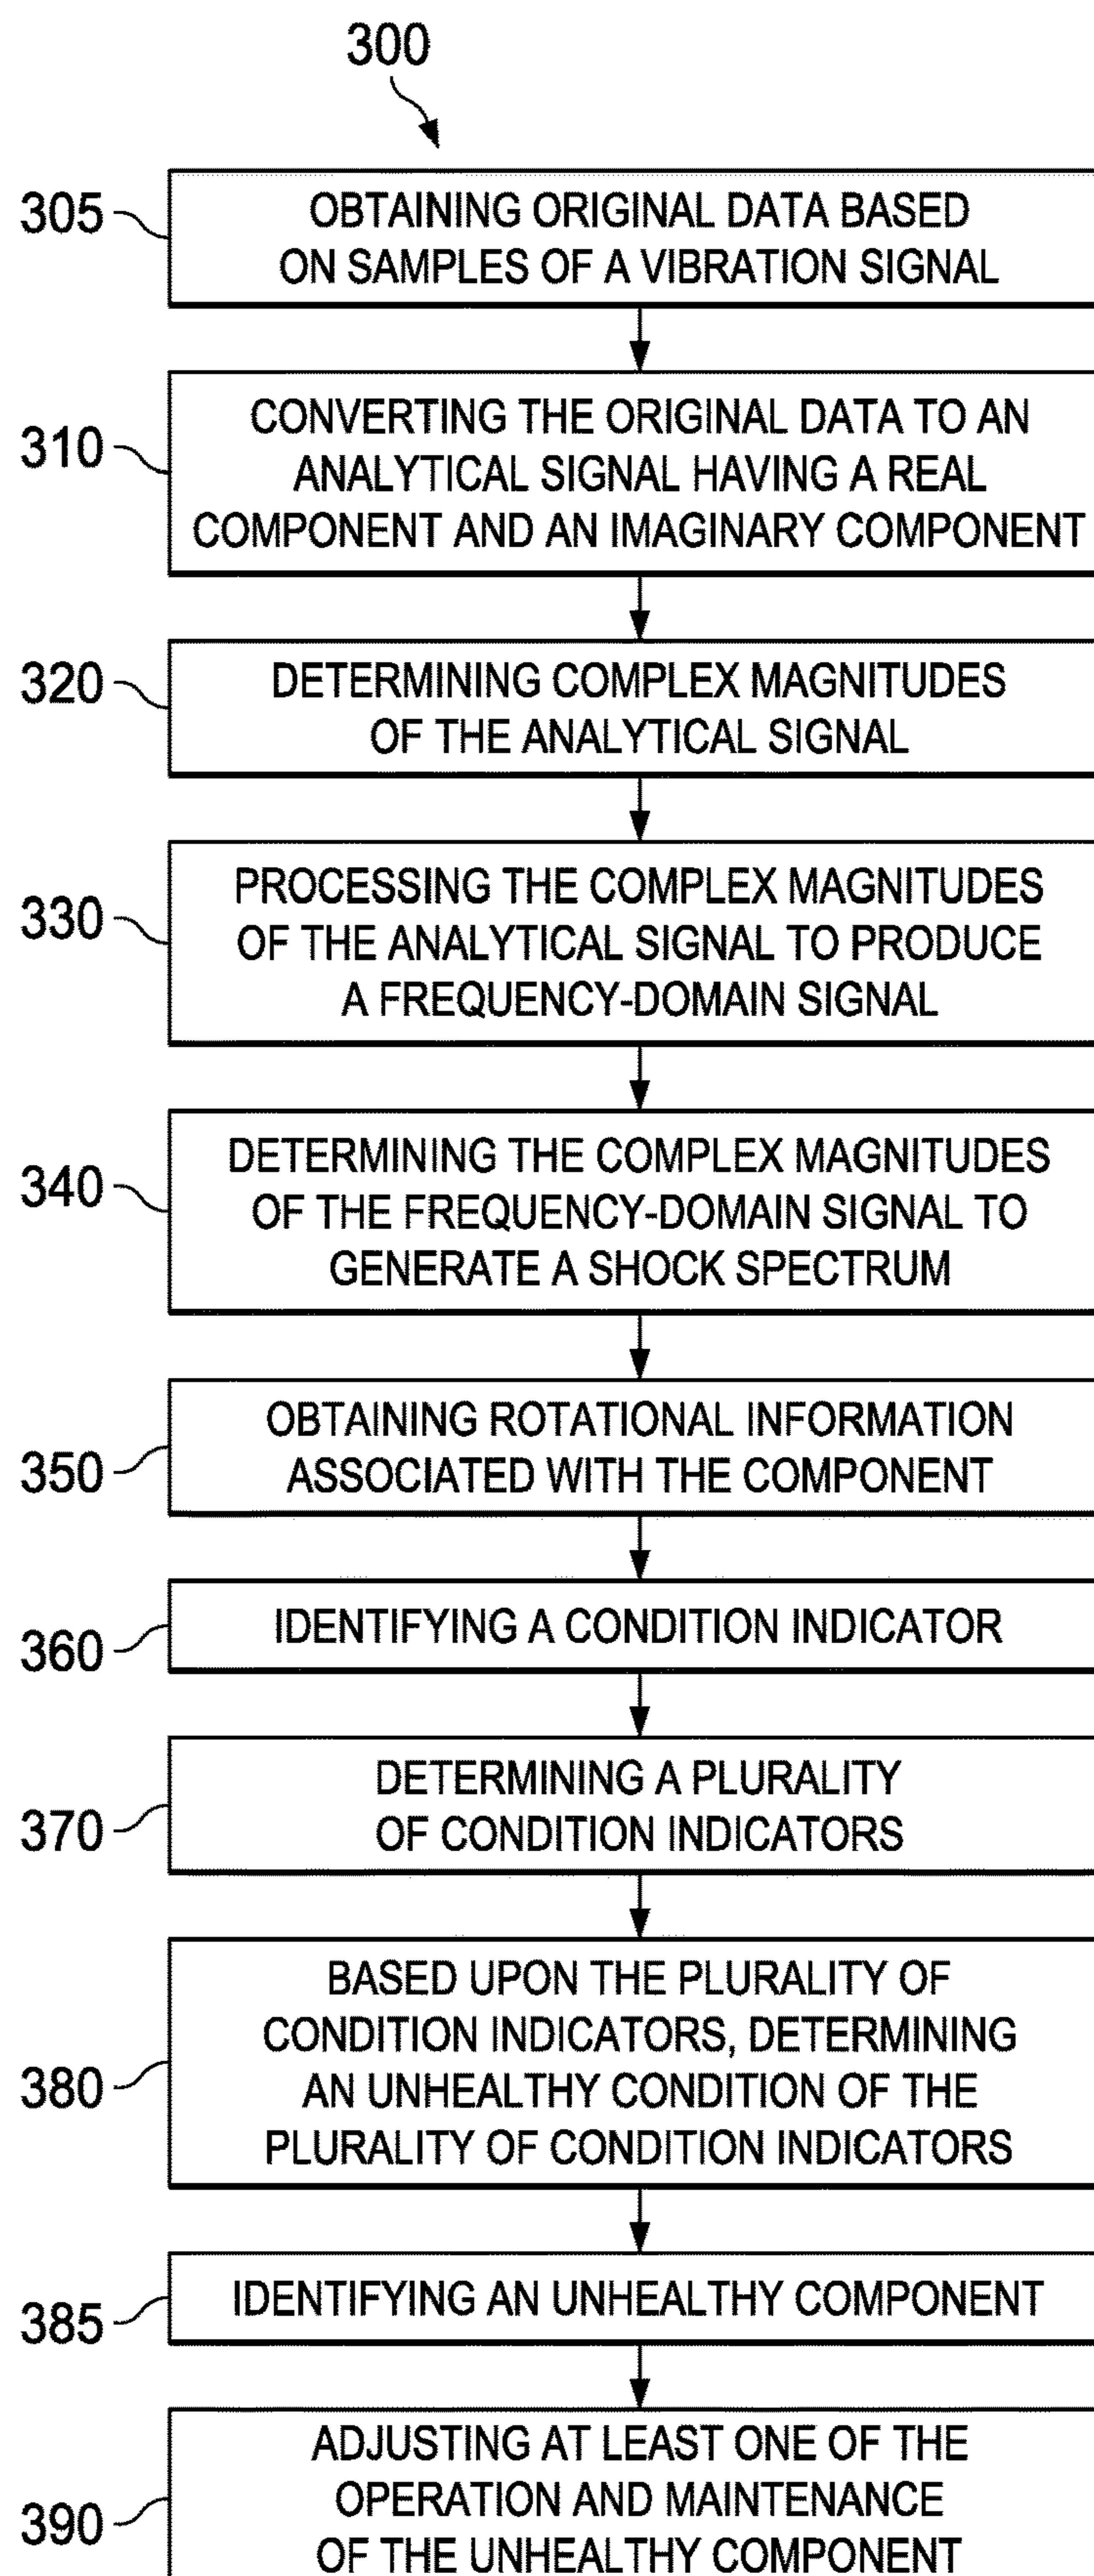 300
305
OBTAINING ORIGINAL DATA BASED
ON SAMPLES OF A VIBRATION SIGNAL
310
CONVERTING THE ORIGINAL DATA TO AN
ANALYTICAL SIGNAL HAVING A REAL
COMPONENT AND AN IMAGINARY COMPONENT
320
DETERMINING COMPLEX MAGNITUDES
OF THE ANALYTICAL SIGNAL
330
PROCESSING THE COMPLEX MAGNITUDES
OF THE ANALYTICAL SIGNAL TO PRODUCE
A FREQUENCY-DOMAIN SIGNAL
340
DETERMINING THE COMPLEX MAGNITUDES
OF THE FREQUENCY-DOMAIN SIGNAL TO
GENERATE A SHOCK SPECTRUM
350
OBTAINING ROTATIONAL INFORMATION
ASSOCIATED WITH THE COMPONENT
360
IDENTIFYING A CONDITION INDICATOR
370
DETERMINING A PLURALITY
OF CONDITION INDICATORS
380
BASED UPON THE PLURALITY OF
CONDITION INDICATORS, DETERMINING
AN UNHEALTHY CONDITION OF THE
PLURALITY OF CONDITION INDICATORS
385
IDENTIFYING AN UNHEALTHY COMPONENT
390
ADJUSTING AT LEAST ONE OF THE
OPERATION AND MAINTENANCE
OF THE UNHEALTHY COMPONENT